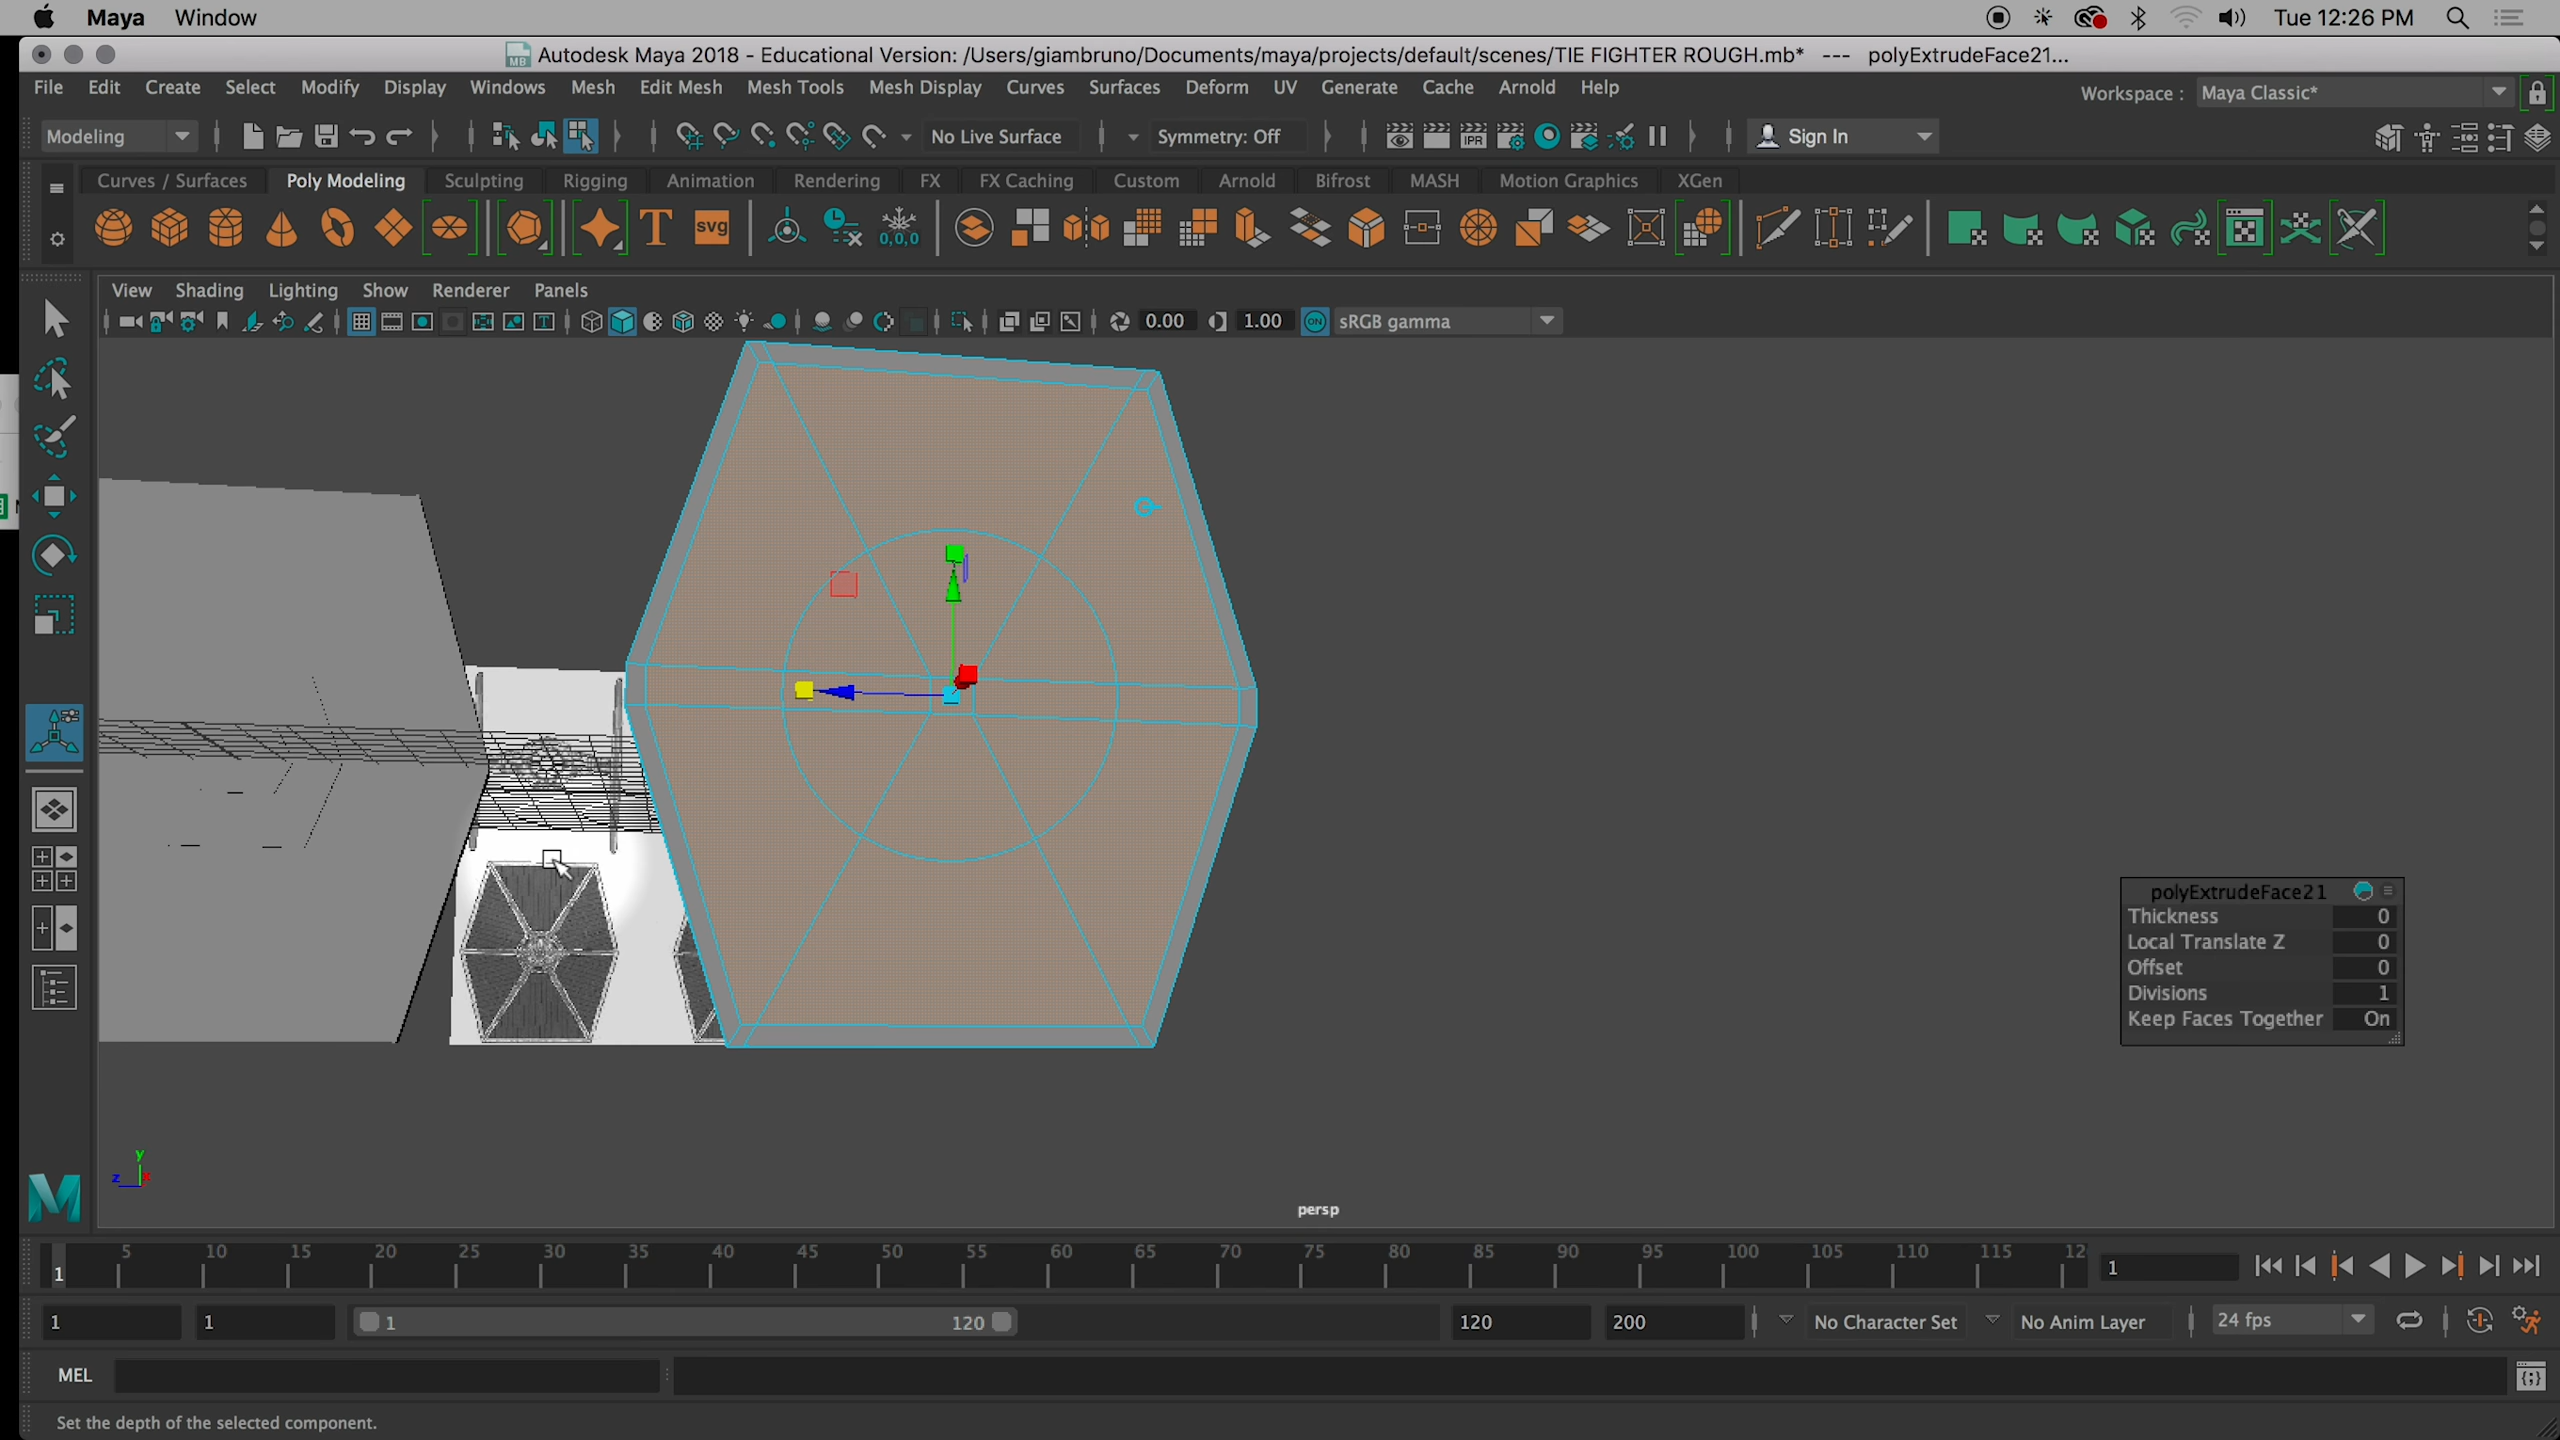 Maya Window Tue 12:26 PM
MB Autodesk Maya 2018 - Educational Version: /Users/giambruno/Documents/maya/projects/default/scenes/TIE FIGHTER ROUGH.mb* --- polyExtrudeFace21...
File Edit Create Select Modify Display Windows Mesh Edit Mesh Mesh Tools Mesh Display Curves Surfaces Deform UV Generate Cache Arnold Help Workspace : Maya Classic*
Modeling No Live Surface Symmetry: Off IPR Sign In
Curves / Surfaces Poly Modeling Sculpting Rigging Animation Rendering FX FX Caching Custom Arnold Bifrost MASH Motion Graphics XGen
T svg 0,0,0
View Shading Lighting Show Renderer Panels
T 0.00 1.00 ON sRGB gamma
polyExtrudeFace21
Thickness 0
Local Translate Z 0
Offset 0
Divisions 1
Keep Faces Together On
y
z x
persp
M
5 10 15 20 25 30 35 40 45 50 55 60 65 70 75 80 85 90 95 100 105 110 115 12
1 1
1 1 1 120 120 200 No Character Set No Anim Layer 24 fps
MEL {;}
Set the depth of the selected component.